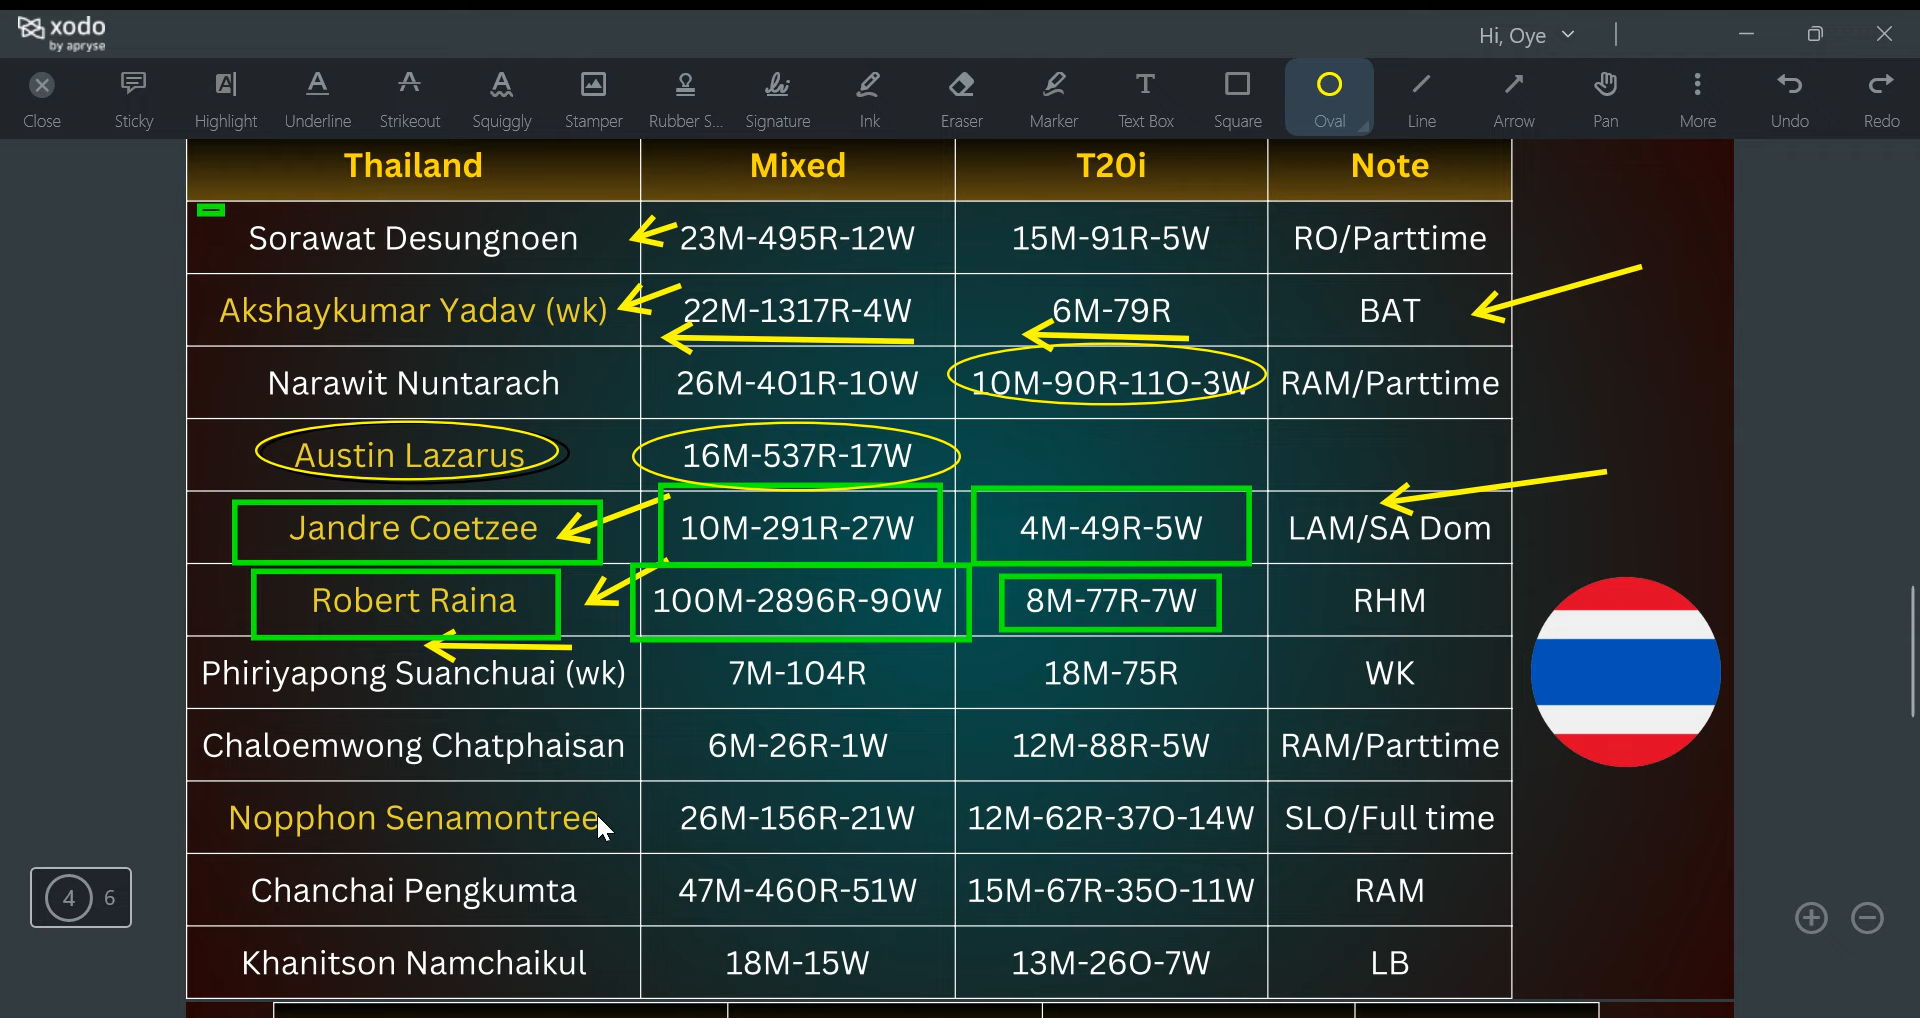 xodo
by apryse
Hi, Oye
Close Sticky Highlight Underline Strikeout Squiggly Stamper Rubber S... Signature Ink Eraser Marker Text Box Square Oval Line Arrow Pan More Undo Redo
Thailand Mixed T20i Note
Sorawat Desungnoen 23M-495R-12W 15M-91R-5W RO/Parttime
Akshaykumar Yadav (wk) 22M-1317R-4W 6M-79R BAT
Narawit Nuntarach 26M-401R-10W 10M-90R-11O-3W RAM/Parttime
Austin Lazarus 16M-537R-17W
Jandre Coetzee 10M-291R-27W 4M-49R-5W LAM/SA Dom
Robert Raina 100M-2896R-90W 8M-77R-7W RHM
Phiriyapong Suanchuai (wk) 7M-104R 18M-75R WK
Chaloemwong Chatphaisan 6M-26R-1W 12M-88R-5W RAM/Parttime
Nopphon Senamontree 26M-156R-21W 12M-62R-37O-14W SLO/Full time
Chanchai Pengkumta 47M-460R-51W 15M-67R-35O-11W RAM
Khanitson Namchaikul 18M-15W 13M-26O-7W LB
4 6